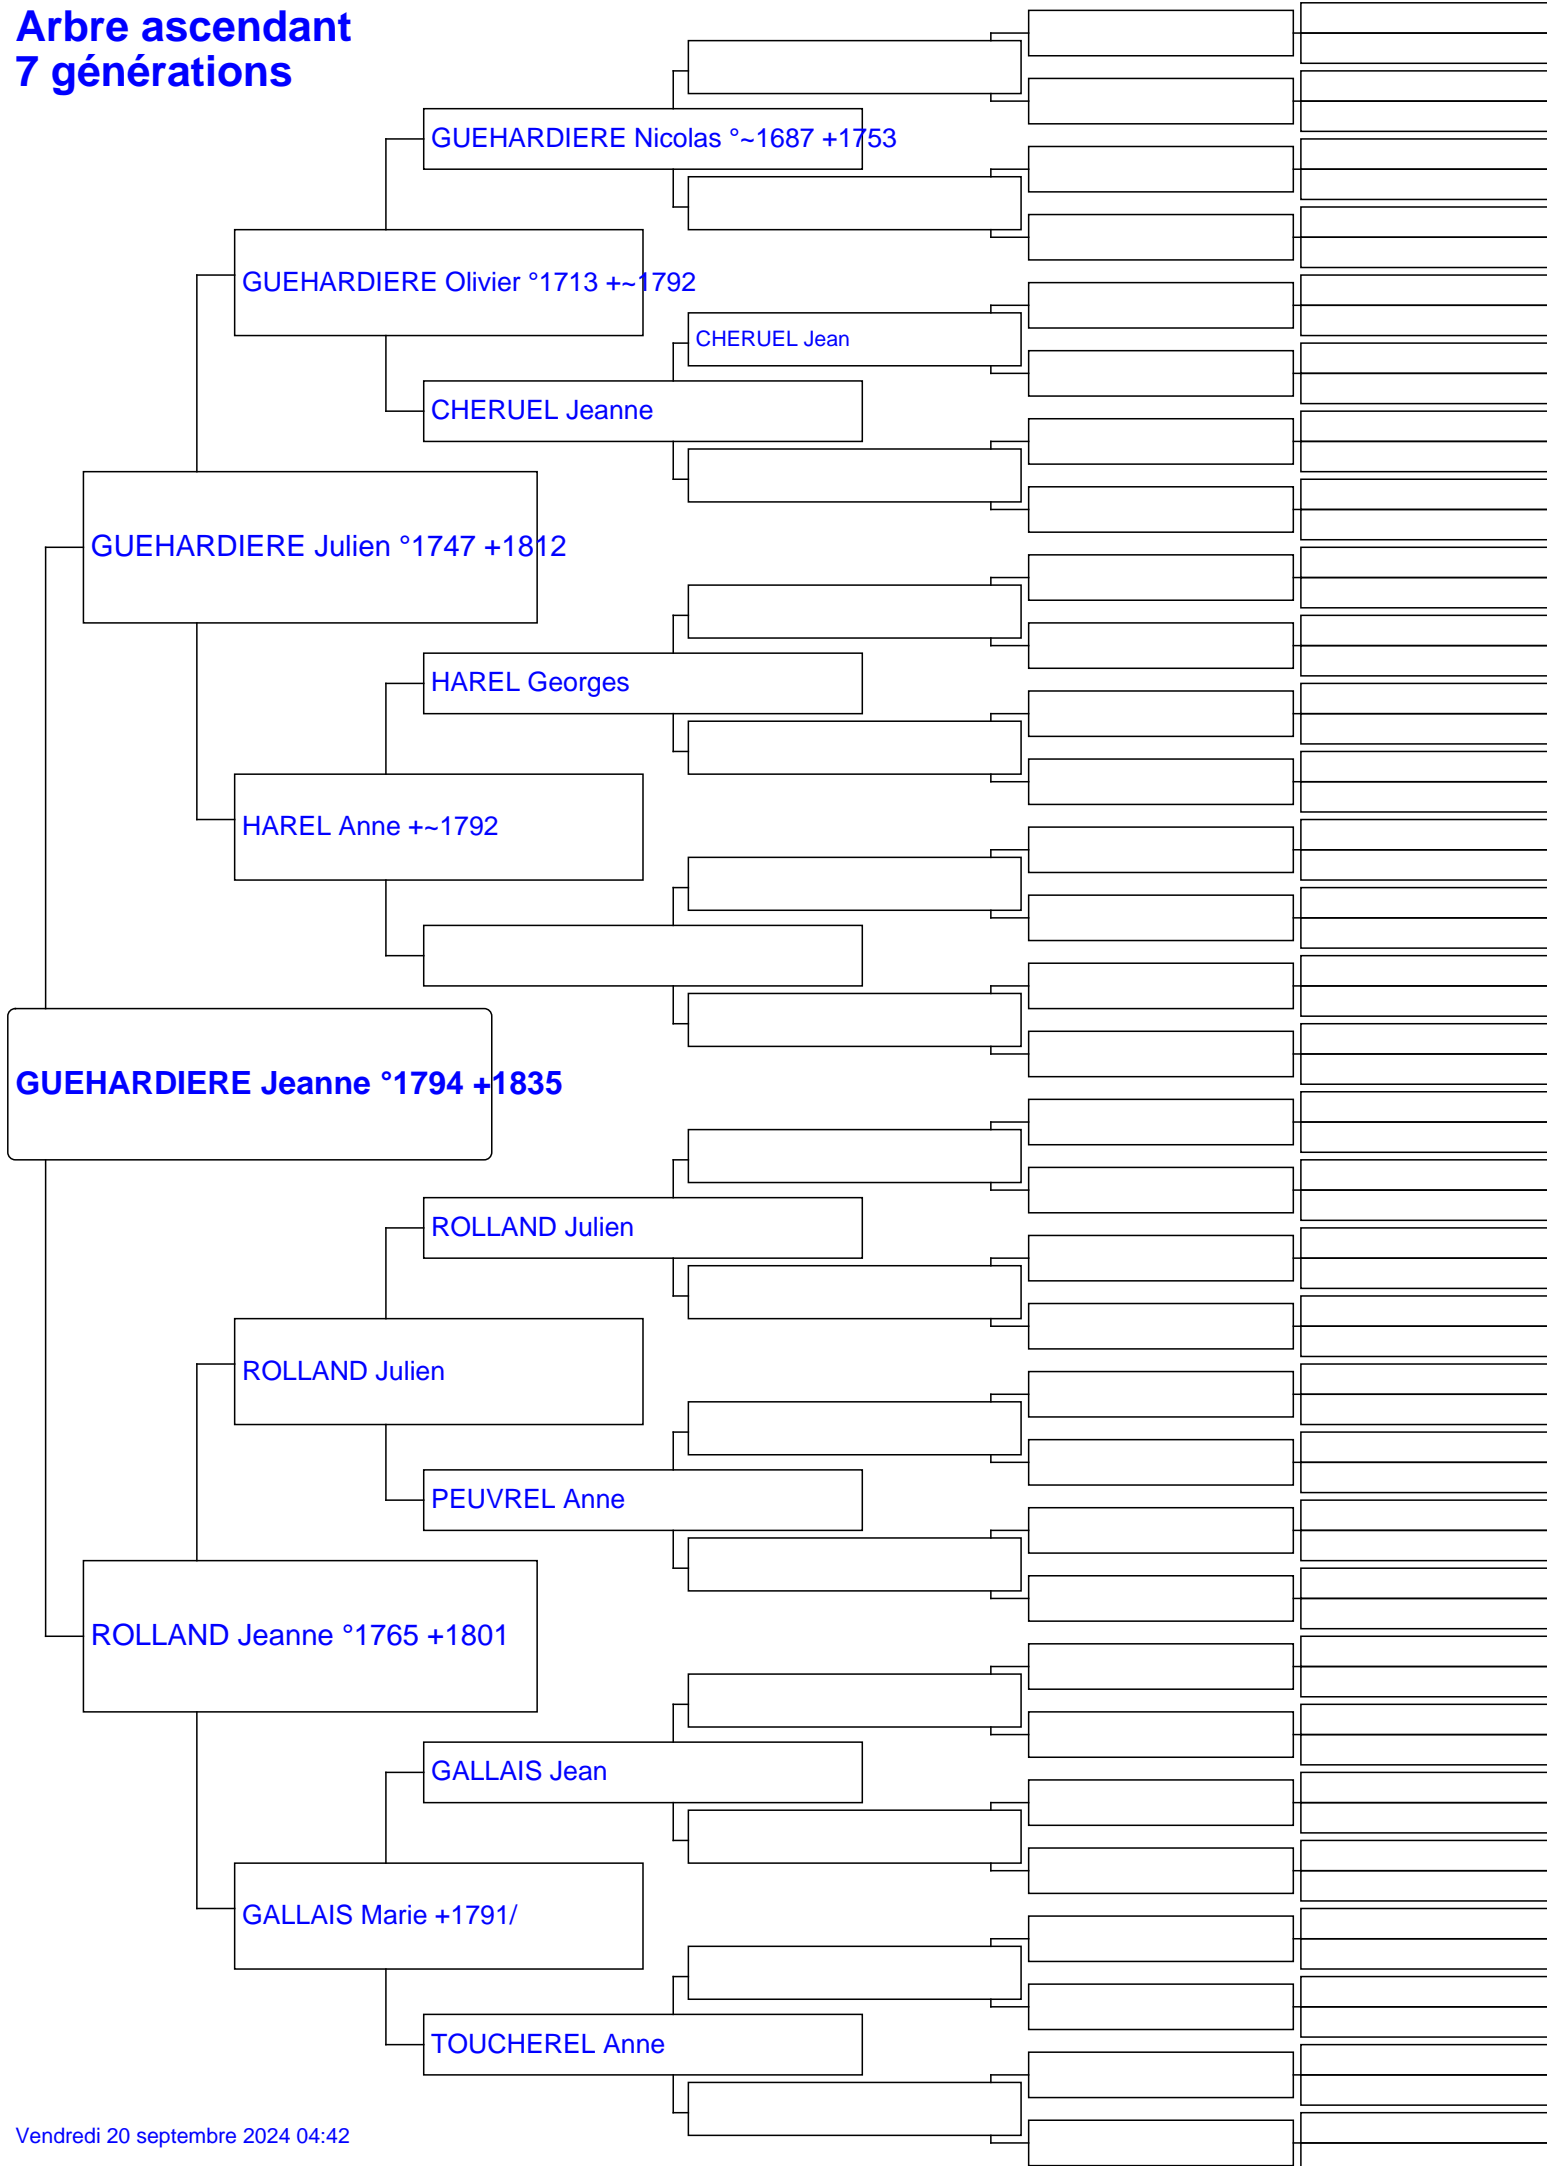 Arbre ascendant
7 générations
GUEHARDIERE Nicolas °~1687 +1753
GUEHARDIERE Olivier °1713 +~1792
CHERUEL Jean
CHERUEL Jeanne
GUEHARDIERE Julien °1747 +1812
HAREL Georges
HAREL Anne +~1792
GUEHARDIERE Jeanne °1794 +1835
ROLLAND Julien
ROLLAND Julien
PEUVREL Anne
ROLLAND Jeanne °1765 +1801
GALLAIS Jean
GALLAIS Marie +1791/
TOUCHEREL Anne
Vendredi 20 septembre 2024 04:42